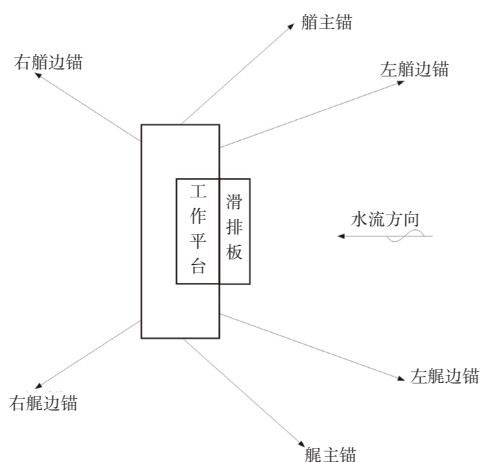 艏主锚
右艏边锚
左艏边锚
工作平台
滑排板
水流方向
左艉边锚
右艉边锚
艉主锚